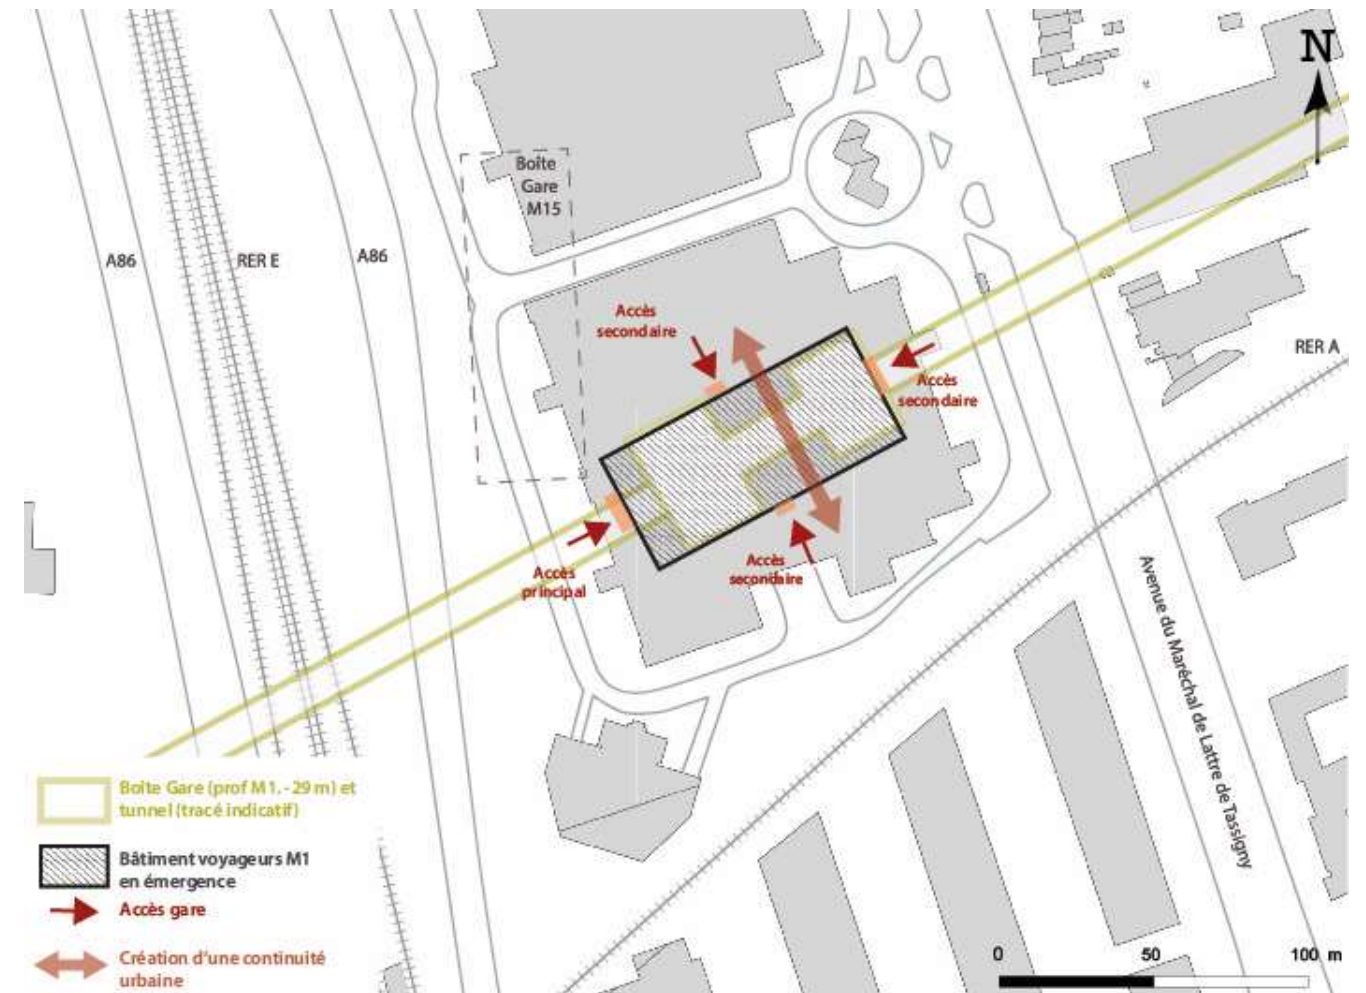 N
Boîte
Gare
M15
A86
RER E
A86
Accès
secondaire
RER A
Accès
secondaire
Accès
secondaire
Accès
principal
Avenue du Maréchal de Lattre de Tassigny
Boîte Gare (prof M1.-29 m) et
tunnel (tracé indicatif)
Bâtiment voyageurs M1
en émergence
Accès gare
Création d'une continuité
urbaine
0 50 100 m